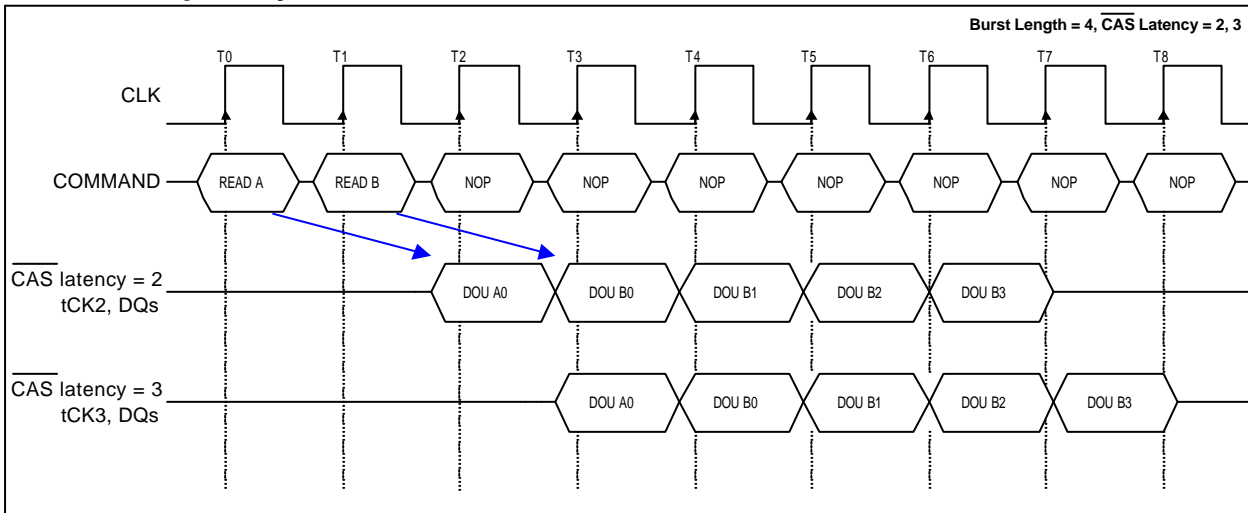 Burst Length = 4, CAS Latency = 2, 3
T0 T1 T2 T3 T4 T5 T6 T7 T8
CLK
COMMAND READ A READ B NOP NOP NOP NOP NOP NOP NOP
CAS latency = 2
tCK2, DQs
DOU A0 DOU B0 DOU B1 DOU B2 DOU B3
CAS latency = 3
tCK3, DQs
DOU A0 DOU B0 DOU B1 DOU B2 DOU B3